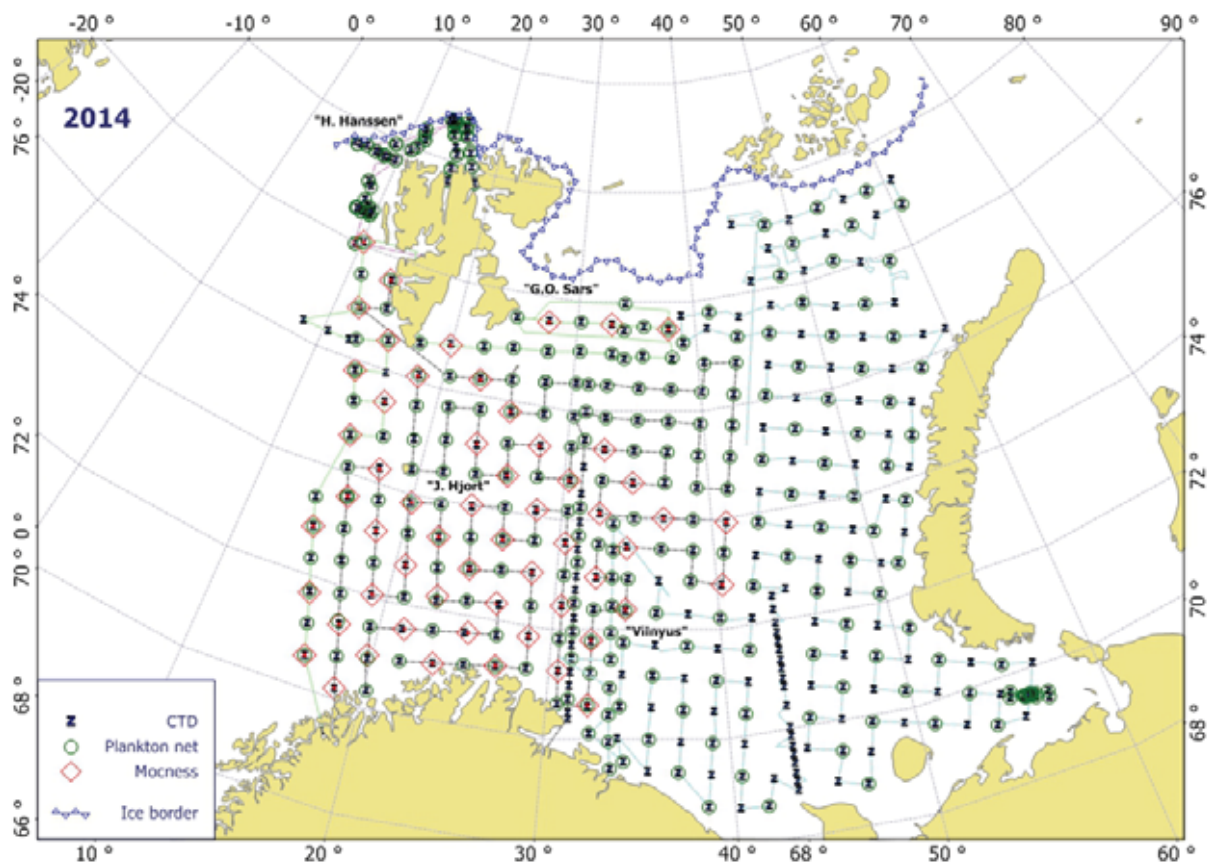 -20 ° -10 ° 0 ° 10 ° 20 ° 30 ° 40 ° 50 ° 60 ° 70 ° 80 ° 90 °
-20 °
2014
"H. Hanssen"
76 °
76 °
"G.O. Sars"
74 °
74 °
72 °
72 °
"J. Hjort"
0 °
70 °
70 °
"Vilnyus"
68 °
68 °
CTD
Plankton net
Mocness
Ice border
66 °
10 ° 20 ° 30 ° 40 ° 68 ° 50 ° 60 °